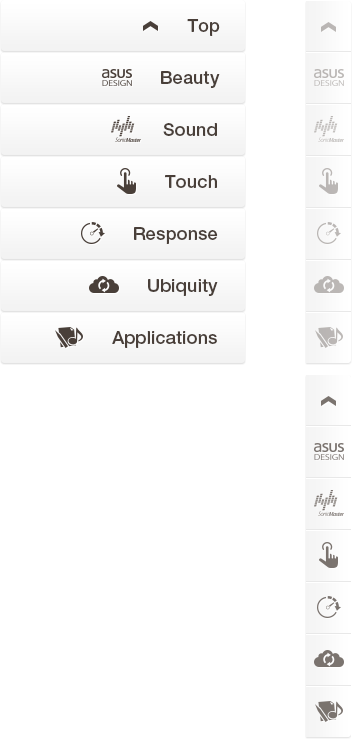 Top
asus
DESIGN
Beauty
SonicMaster
Sound
Touch
Response
Ubiquity
Applications
asus
DESIGN
SonicMaster
asus
DESIGN
SonicMaster